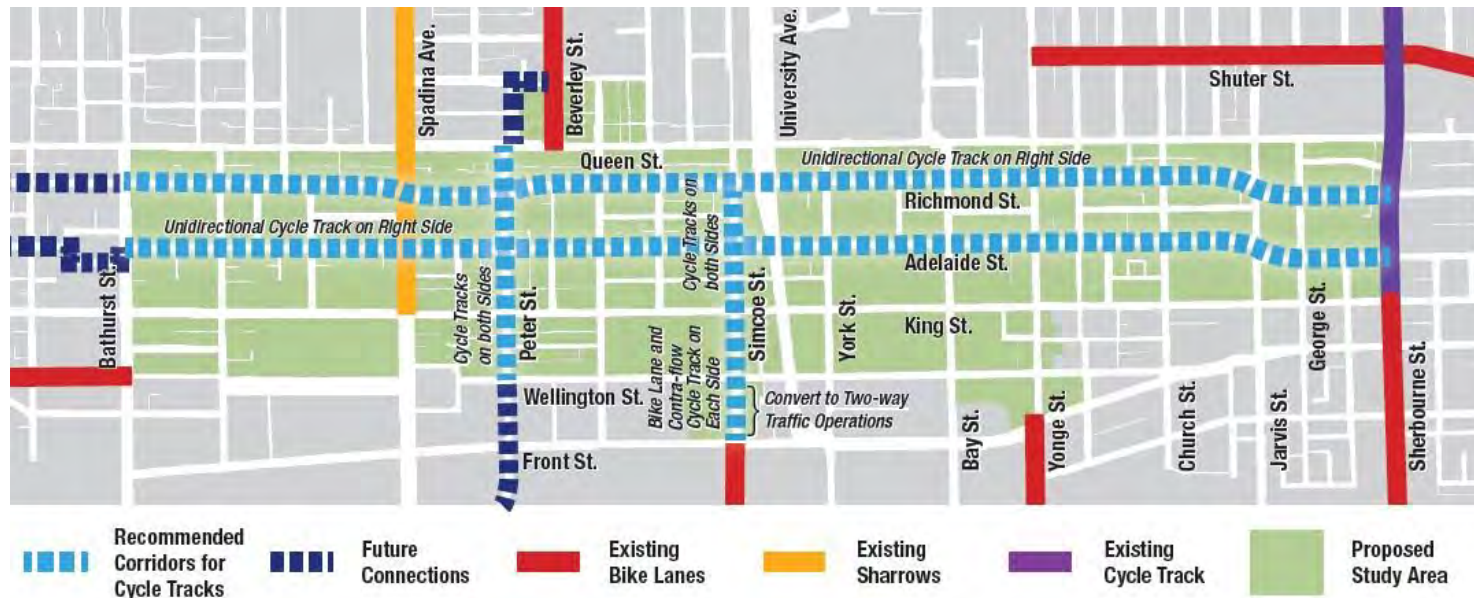 Spadina Ave.
Beverley St.
University Ave.
Shuter St.
Queen St.
Unidirectional Cycle Track on Right Side
Richmond St.
Unidirectional Cycle Track on Right Side
Cycle Tracks on
both Sides
Adelaide St.
Bathurst St.
Cycle Tracks
on both Sides
Peter St.
Simcoe St.
York St.
King St.
George St.
Bike Lane and
Contra-flow
Cycle Track on
Each Side
Wellington St.
Convert to Two-way
Traffic Operations
Front St.
Bay St.
Yonge St.
Church St.
Jarvis St.
Sherbourne St.
Recommended
Corridors for
Cycle Tracks
Future
Connections
Existing
Bike Lanes
Existing
Sharrows
Existing
Cycle Track
Proposed
Study Area